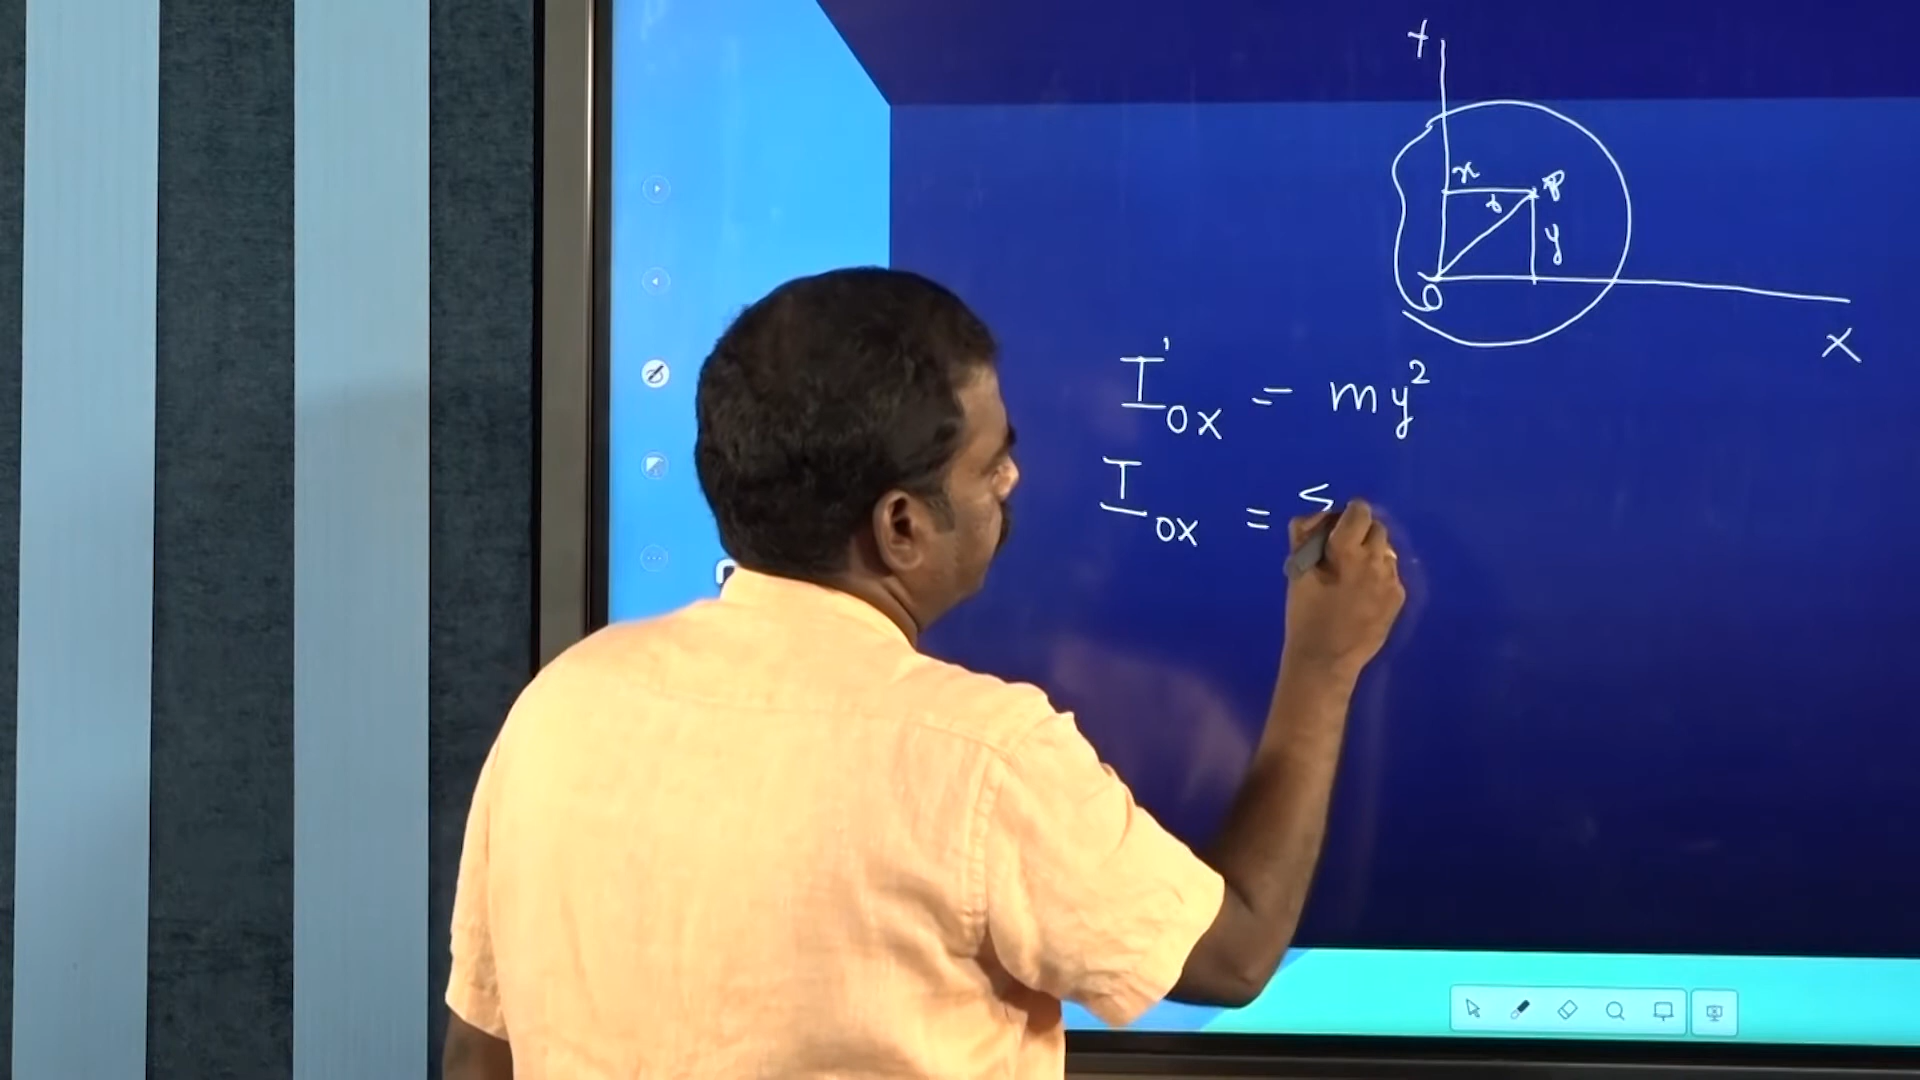 Y
x
P
r
y
O
X
I'OX = my²
IOX = Σ